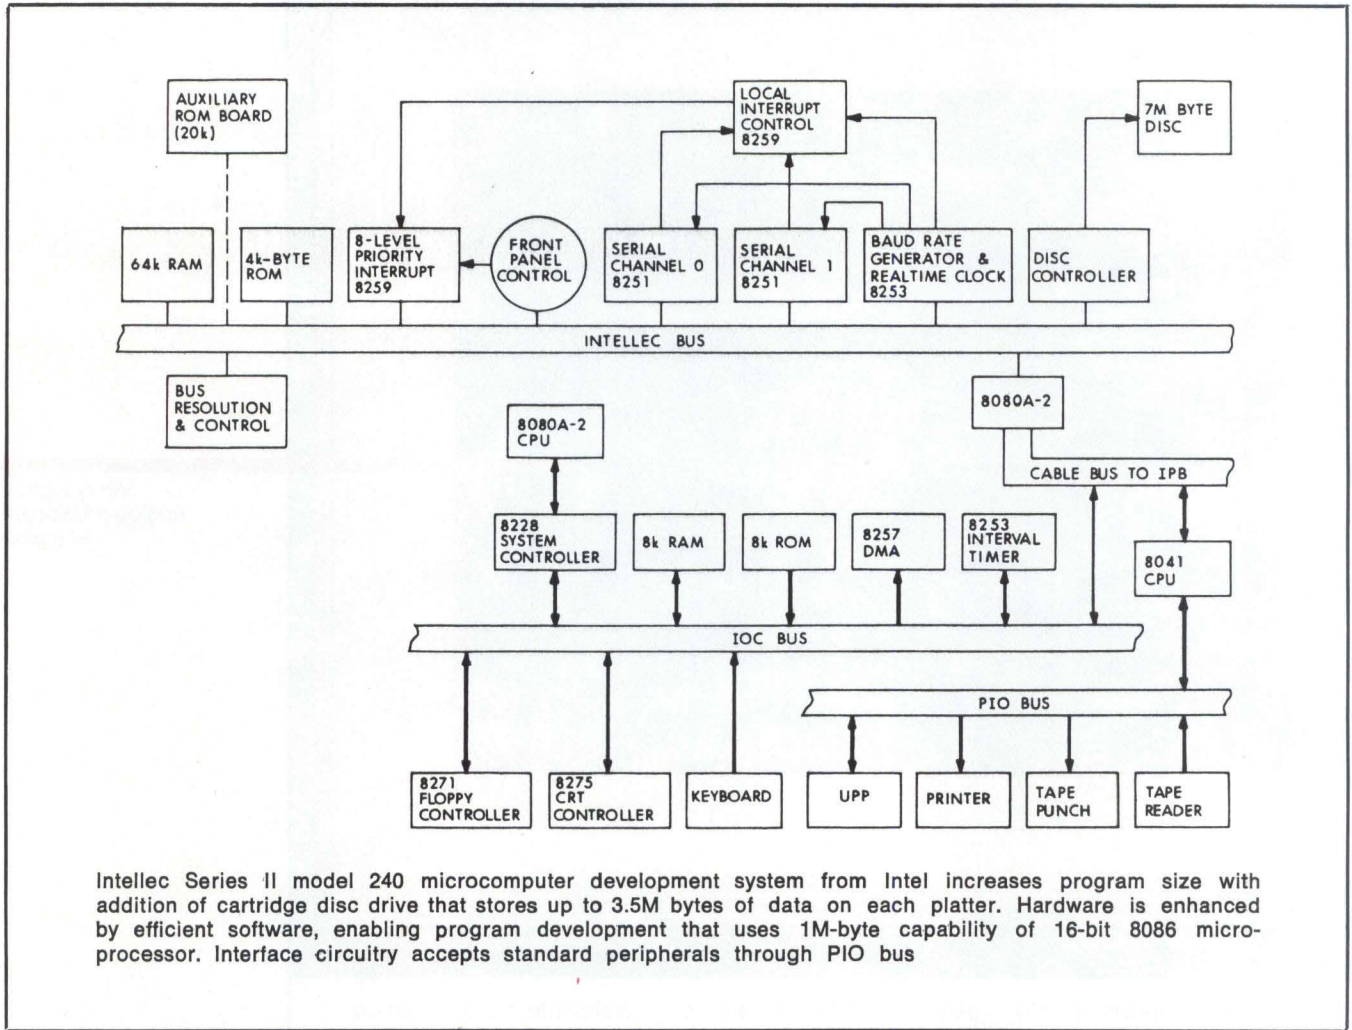 AUXILIARY
ROM BOARD
(20k)
LOCAL
INTERRUPT
CONTROL
8259
7M BYTE
DISC
64k RAM
4k-BYTE
ROM
8-LEVEL
PRIORITY
INTERRUPT
8259
FRONT
PANEL
CONTROL
SERIAL
CHANNEL 0
8251
SERIAL
CHANNEL 1
8251
BAUD RATE
GENERATOR &
REALTIME CLOCK
8253
DISC
CONTROLLER
INTELLEC BUS
BUS
RESOLUTION
& CONTROL
8080A-2
CPU
8080A-2
CABLE BUS TO IPB
8228
SYSTEM
CONTROLLER
8k RAM
8k ROM
8257
DMA
8253
INTERVAL
TIMER
8041
CPU
IOC BUS
PIO BUS
8271
FLOPPY
CONTROLLER
8275
CRT
CONTROLLER
KEYBOARD
UPP
PRINTER
TAPE
PUNCH
TAPE
READER
Intellec Series II model 240 microcomputer development system from Intel increases program size with
addition of cartridge disc drive that stores up to 3.5M bytes of data on each platter. Hardware is enhanced
by efficient software, enabling program development that uses 1M-byte capability of 16-bit 8086 micro-
processor. Interface circuitry accepts standard peripherals through PIO bus